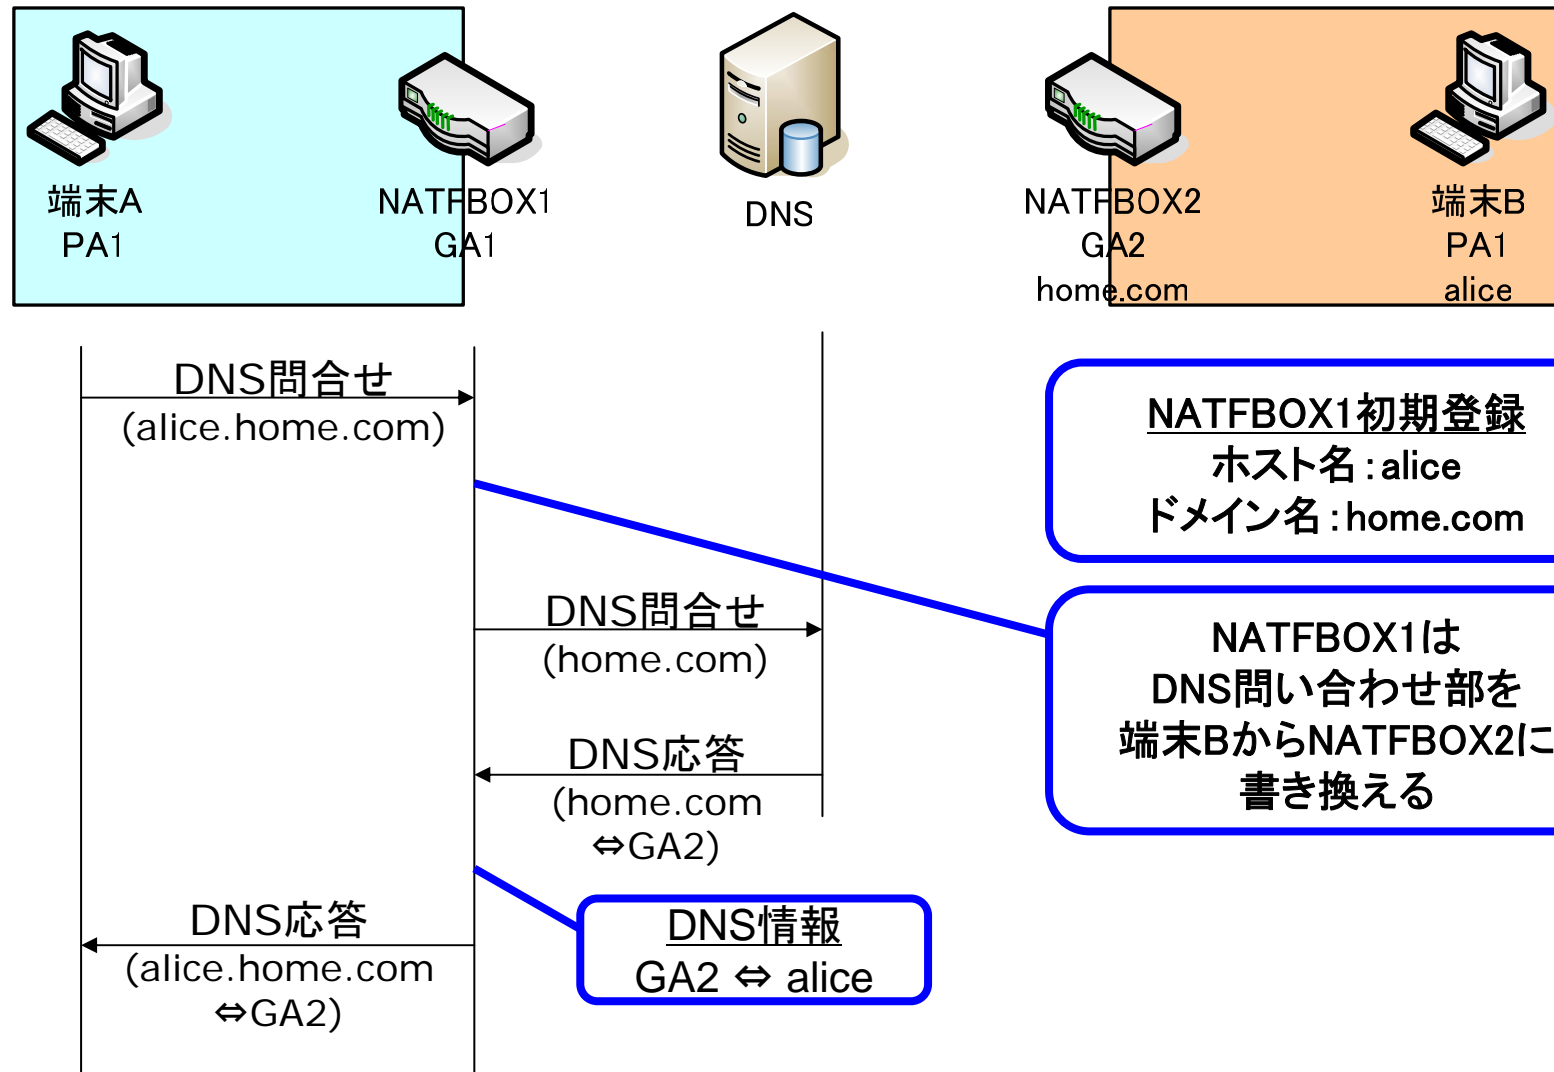 端末A
PA1
NATFBOX1
GA1
DNS
NATFBOX2
GA2
home.com
端末B
PA1
alice
DNS問合せ
(alice.home.com)
NATFBOX1初期登録
ホスト名：alice
ドメイン名：home.com
DNS問合せ
(home.com)
NATFBOX1は
DNS問い合わせ部を
端末BからNATFBOX2に
書き換える
DNS応答
(home.com
⇔GA2)
DNS情報
GA2 ⇔ alice
DNS応答
(alice.home.com
⇔GA2)